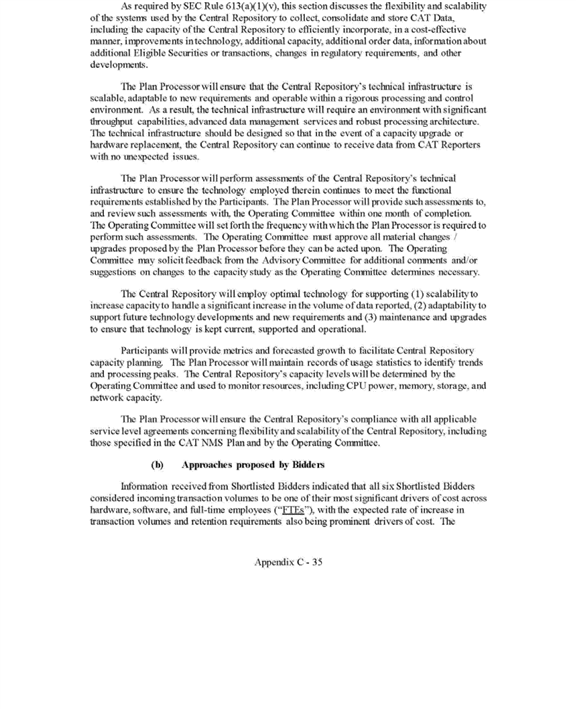 As required by SEC Rule 613(a)(1)(v), this section discusses the flexibility and scalability
of the systems used by the Central Repository to collect, consolidate and store CAT Data,
including the capacity of the Central Repository to efficiently incorporate, in a cost-effective
manner, improvements in technology, additional capacity, additional order data, information about
additional Eligible Securities or transactions, changes in regulatory requirements, and other
developments.
The Plan Processor will ensure that the Central Repository's technical infrastructure is
scalable, adaptable to new requirements and operable within a rigorous processing and control
environment. As a result, the technical infrastructure will require an environment with significant
throughput capabilities, advanced data management services and robust processing architecture.
The technical infrastructure should be designed so that in the event of a capacity upgrade or
hardware replacement, the Central Repository can continue to receive data from CAT Reporters
with no unexpected issues.
The Plan Processor will perform assessments of the Central Repository's technical
infrastructure to ensure the technology employed therein continues to meet the functional
requirements established by the Participants. The Plan Processor will provide such assessments to,
and review such assessments with, the Operating Committee within one month of completion.
The Operating Committee will set forth the frequency with which the Plan Processor is required to
perform such assessments. The Operating Committee must approve all material changes /
upgrades proposed by the Plan Processor before they can be acted upon. The Operating
Committee may solicit feedback from the Advisory Committee for additional comments and/or
suggestions on changes to the capacity study as the Operating Committee determines necessary.
The Central Repository will employ optimal technology for supporting (1) scalability to
increase capacity to handle a significant increase in the volume of data reported, (2) adaptability to
support future technology developments and new requirements and (3) maintenance and upgrades
to ensure that technology is kept current, supported and operational.
Participants will provide metrics and forecasted growth to facilitate Central Repository
capacity planning. The Plan Processor will maintain records of usage statistics to identify trends
and processing peaks. The Central Repository's capacity levels will be determined by the
Operating Committee and used to monitor resources, including CPU power, memory, storage, and
network capacity.
The Plan Processor will ensure the Central Repository's compliance with all applicable
service level agreements concerning flexibility and scalability of the Central Repository, including
those specified in the CAT NMS Plan and by the Operating Committee.
(b) Approaches proposed by Bidders
Information received from Shortlisted Bidders indicated that all six Shortlisted Bidders
considered incoming transaction volumes to be one of their most significant drivers of cost across
hardware, software, and full-time employees ("FTEs"), with the expected rate of increase in
transaction volumes and retention requirements also being prominent drivers of cost. The
Appendix C - 35